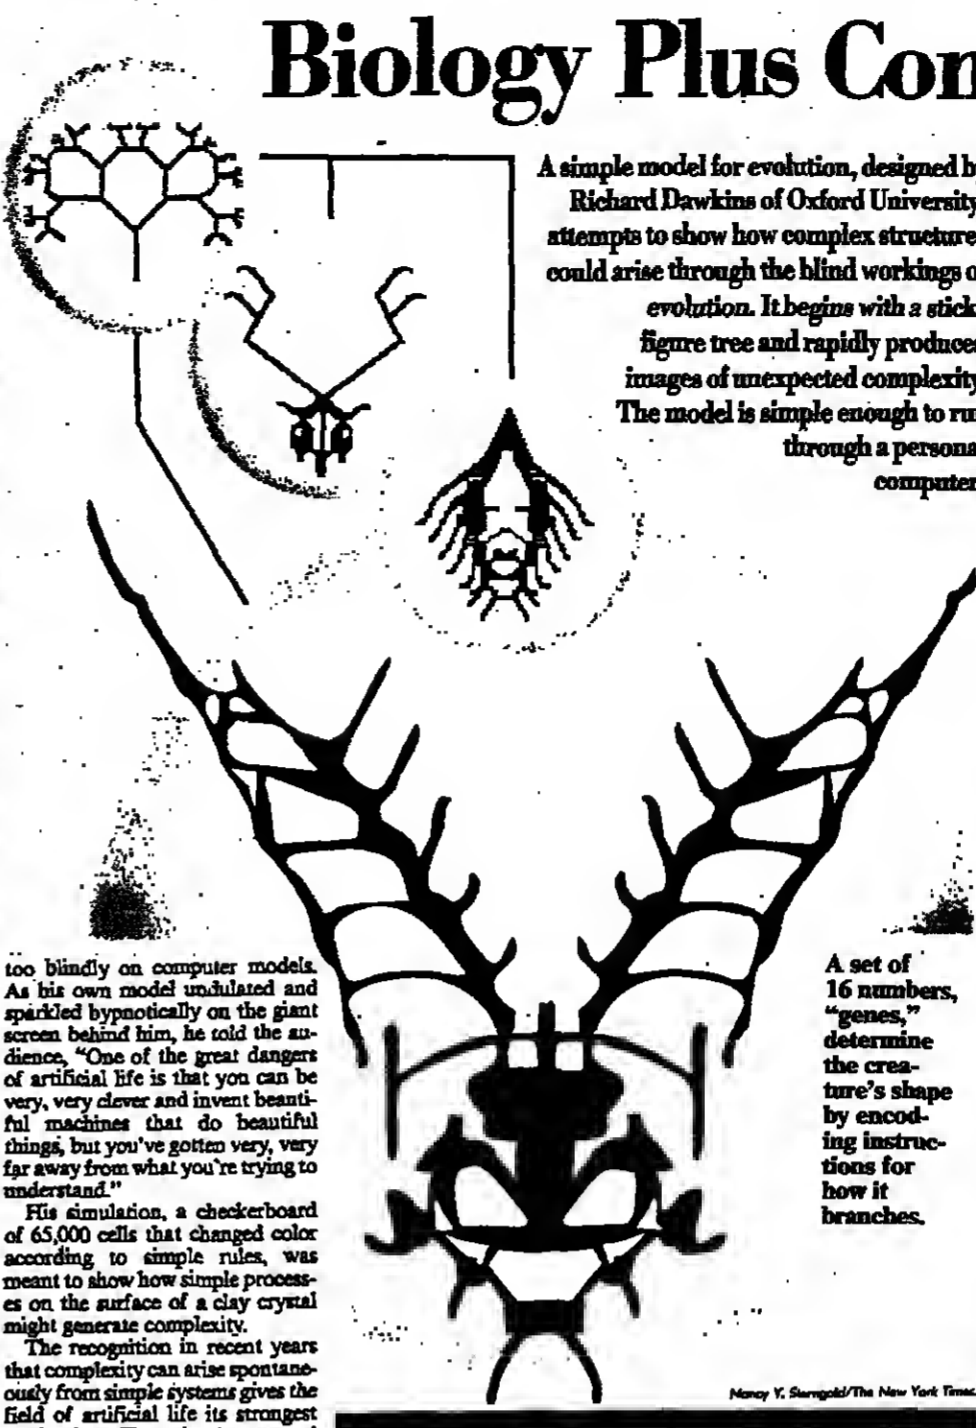 Biology Plus Con
A simple model for evolution, designed b
Richard Dawkins of Oxford University
attempts to show how complex structure
could arise through the blind workings o
evolution. It begins with a stick
figure tree and rapidly produce
images of unexpected complexity
The model is simple enough to ru
through a persona
computer
too blindly on computer models.
As his own model undulated and
sparkled hypnotically on the giant
screen behind him, he told the au-
dience, “One of the great dangers
of artificial life is that you can be
very, very clever and invent beauti-
ful machines that do beautiful
things, but you’ve gotten very, very
far away from what you’re trying to
understand.”
His simulation, a checkerboard
of 65,000 cells that changed color
according to simple rules, was
meant to show how simple process-
es on the surface of a clay crystal
might generate complexity.
The recognition in recent years
that complexity can arise spontane-
ously from simple systems gives the
field of artificial life its strongest
A set of
16 numbers,
“genes,”
determine
the crea-
ture’s shape
by encod-
ing instruc-
tions for
how it
branches.
Nancy Y. Sterngold/The New York Times